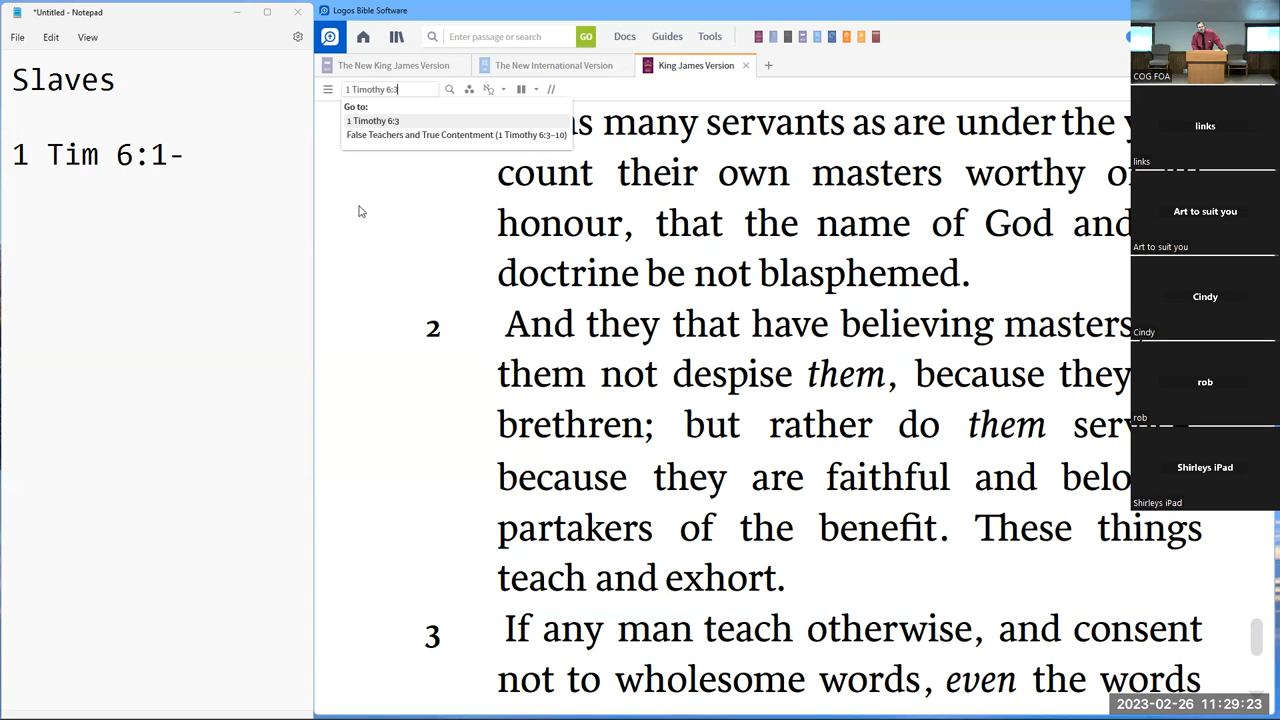 *Untitled - Notepad
File Edit View
Slaves
1 Tim 6:1-
Logos Bible Software
Enter passage or search GO Docs Guides Tools
The New King James Version The New International Version King James Version
1 Timothy 6:3
Go to:
1 Timothy 6:3
False Teachers and True Contentment (1 Timothy 6:3–10)
as many servants as are under the y
count their own masters worthy of
honour, that the name of God and
doctrine be not blasphemed.
2 And they that have believing masters,
them not despise them, because they
brethren; but rather do them serv
because they are faithful and belo
partakers of the benefit. These things
teach and exhort.
3 If any man teach otherwise, and consent
not to wholesome words, even the words
COG FOA
links
links
Art to suit you
Art to suit you
Cindy
Cindy
rob
rob
Shirleys iPad
Shirleys iPad
2023-02-26 11:29:23